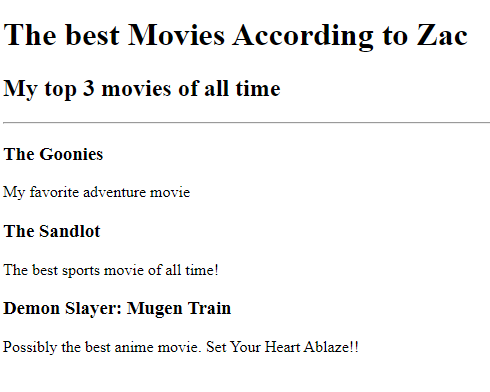 The best Movies According to Zac
My top 3 movies of all time
The Goonies
My favorite adventure movie
The Sandlot
The best sports movie of all time!
Demon Slayer: Mugen Train
Possibly the best anime movie. Set Your Heart Ablaze!!